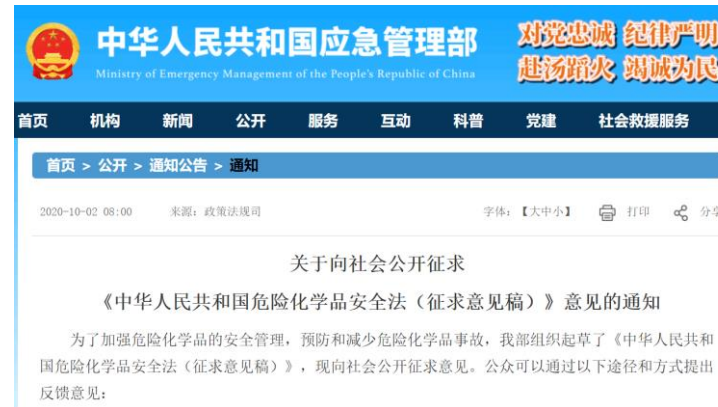 中华人民共和国应急管理部
Ministry of Emergency Management of the People's Republic of China
对党忠诚 纪律严明
赴汤蹈火 竭诚为民
首页 机构 新闻 公开 服务 互动 科普 党建 社会救援服务
首页 > 公开 > 通知公告 > 通知
2020-10-02 08:00 来源：政策法规司 字体：【大中小】 打印 分享
关于向社会公开征求
《中华人民共和国危险化学品安全法（征求意见稿）》意见的通知
为了加强危险化学品的安全管理，预防和减少危险化学品事故，我部组织起草了《中华人民共和
国危险化学品安全法（征求意见稿）》，现向社会公开征求意见。公众可以通过以下途径和方式提出
反馈意见：